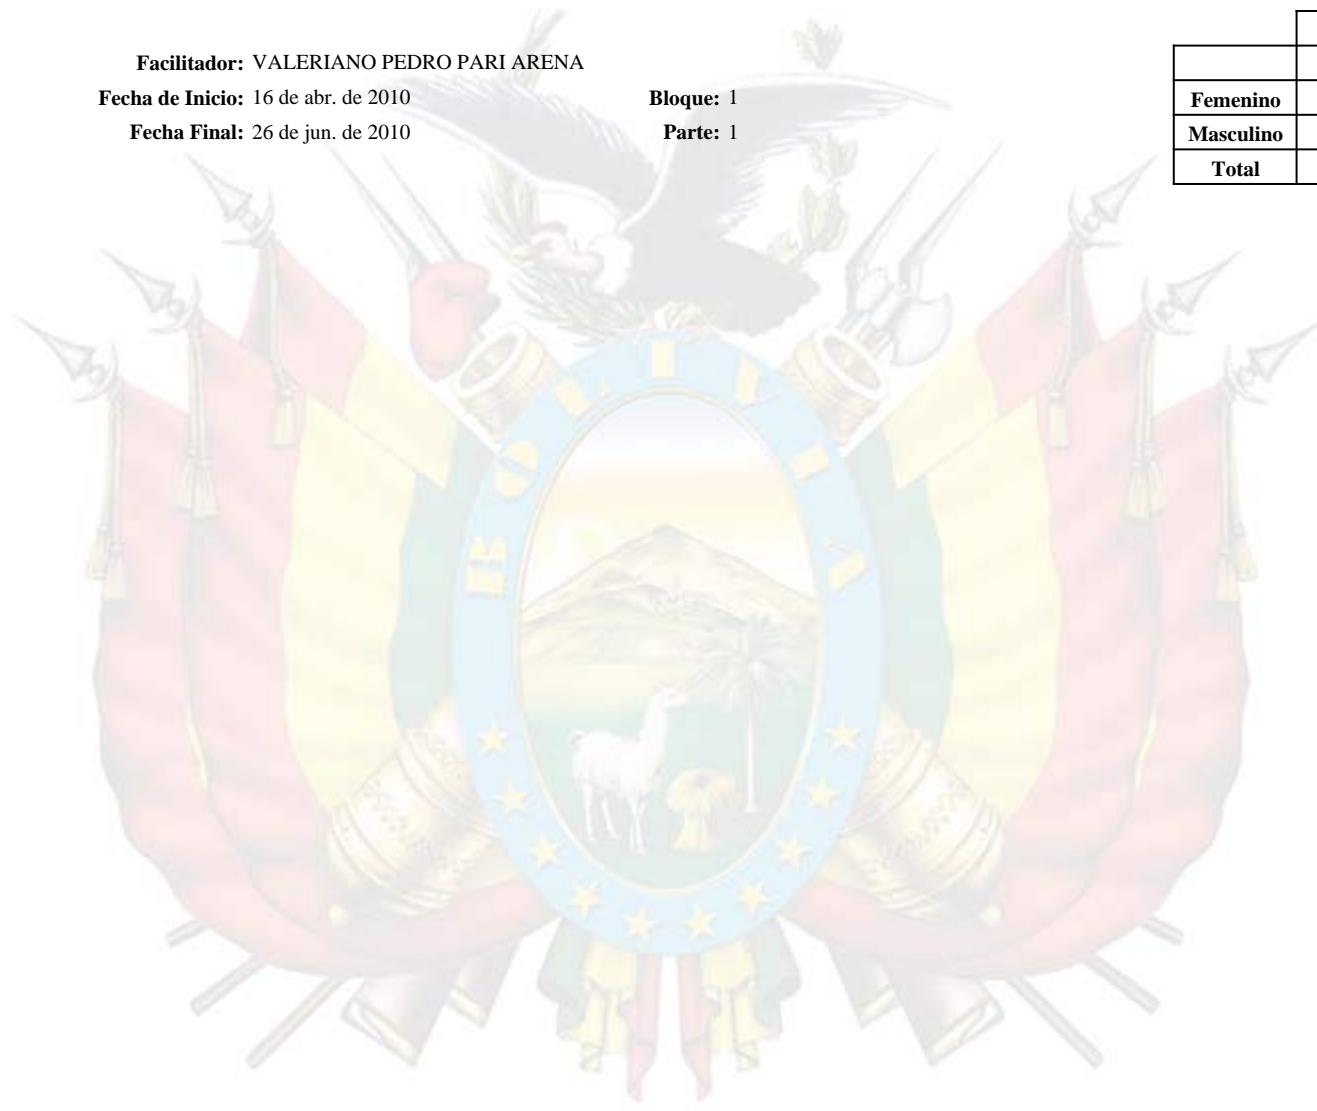 Facilitador: VALERIANO PEDRO PARI ARENA
Fecha de Inicio: 16 de abr. de 2010
Bloque: 1
Fecha Final: 26 de jun. de 2010
Parte: 1
Femenino
Masculino
Total
BOLIVIA